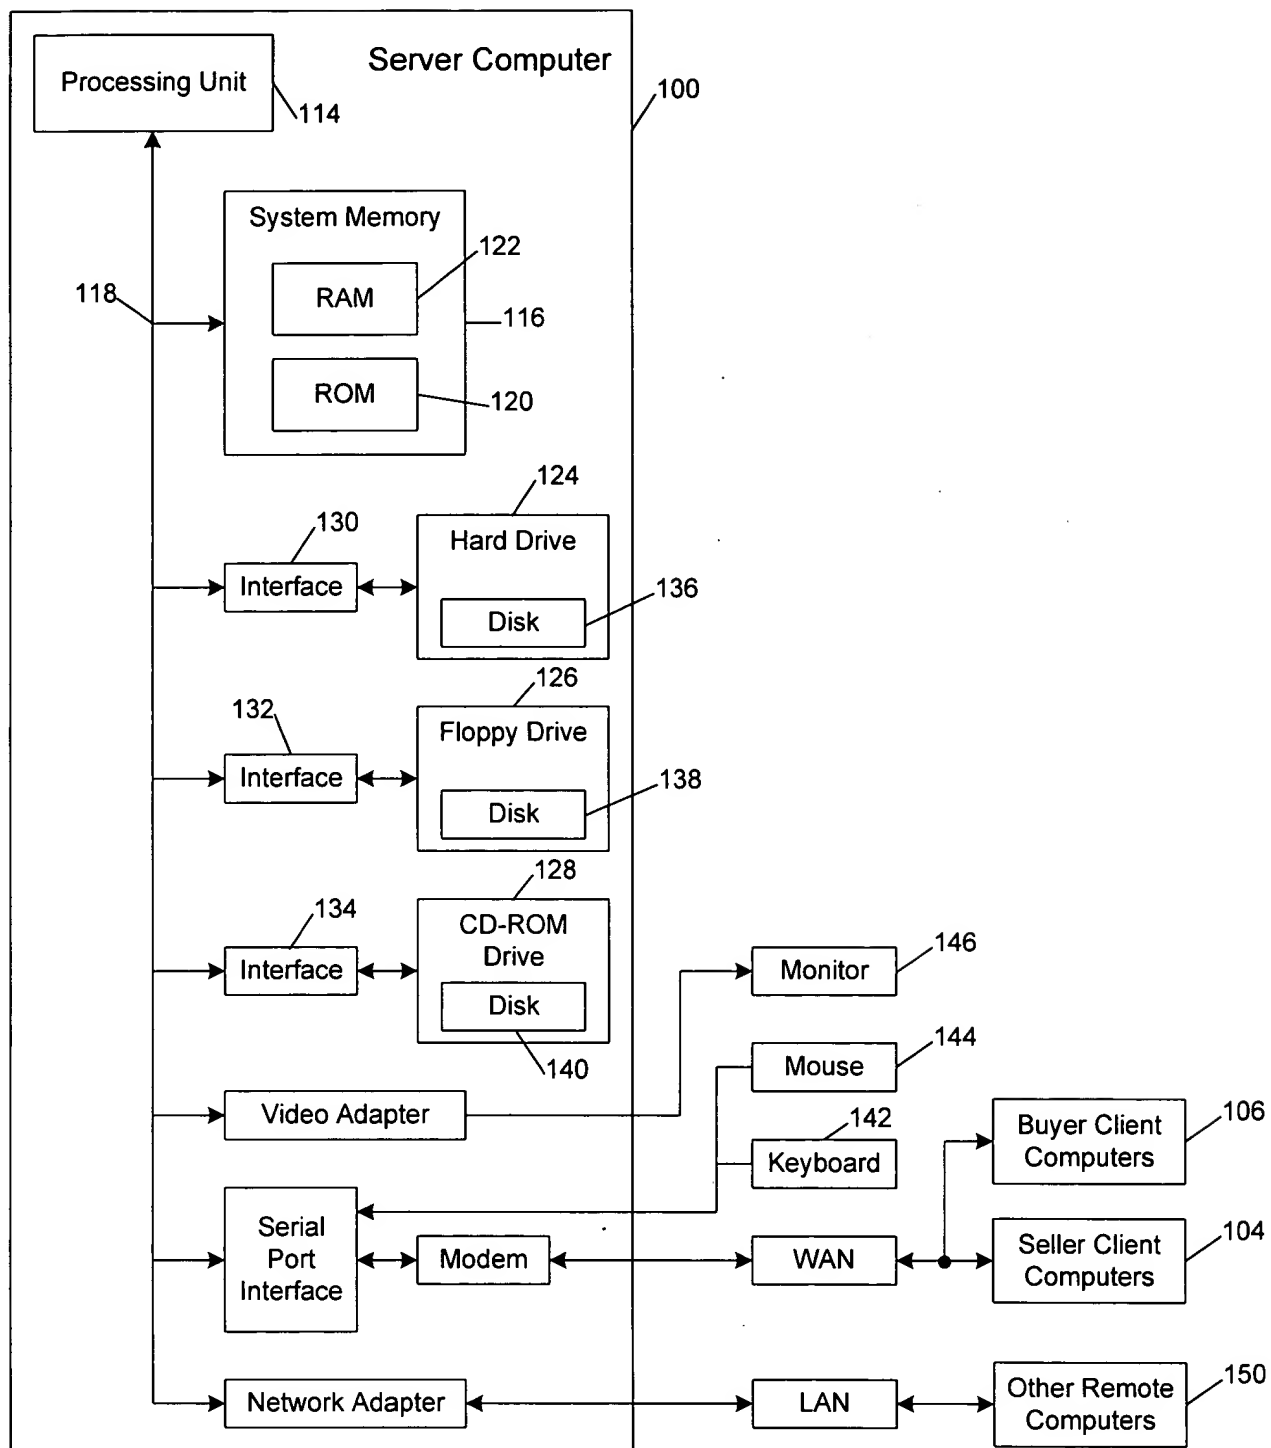 Server Computer
Processing Unit
114
100
System Memory
122
RAM
118
116
ROM
120
124
130
Hard Drive
Interface
136
Disk
126
132
Floppy Drive
Interface
138
Disk
128
134
CD-ROM
Drive
Interface
Disk
140
146
Monitor
144
Mouse
Video Adapter
142
Keyboard
106
Buyer Client
Computers
Serial
Port
Interface
Modem
WAN
Seller Client
Computers
104
Network Adapter
LAN
Other Remote
Computers
150